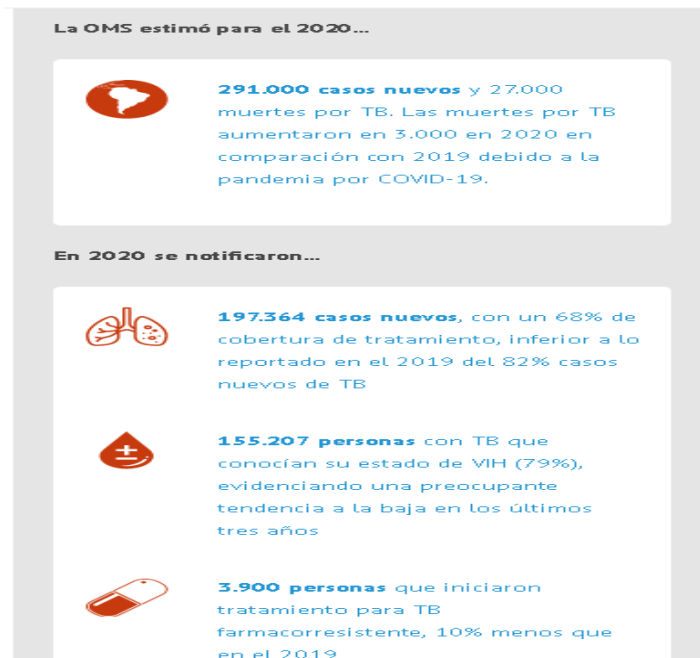 La OMS estimó para el 2020...
291.000 casos nuevos y 27.000
muertes por TB. Las muertes por TB
aumentaron en 3.000 en 2020 en
comparación con 2019 debido a la
pandemia por COVID-19.
En 2020 se notificaron...
197.364 casos nuevos, con un 68% de
cobertura de tratamiento, inferior a lo
reportado en el 2019 del 82% casos
nuevos de TB
155.207 personas con TB que
conocían su estado de VIH (79%),
evidenciando una preocupante
tendencia a la baja en los últimos
tres años
3.900 personas que iniciaron
tratamiento para TB
farmacorresistente, 10% menos que
en el 2019